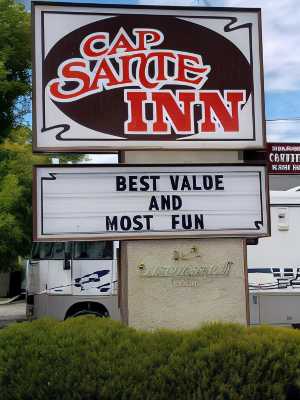 CAP
SANTE
INN
BEST VALUE
AND
MOST FUN